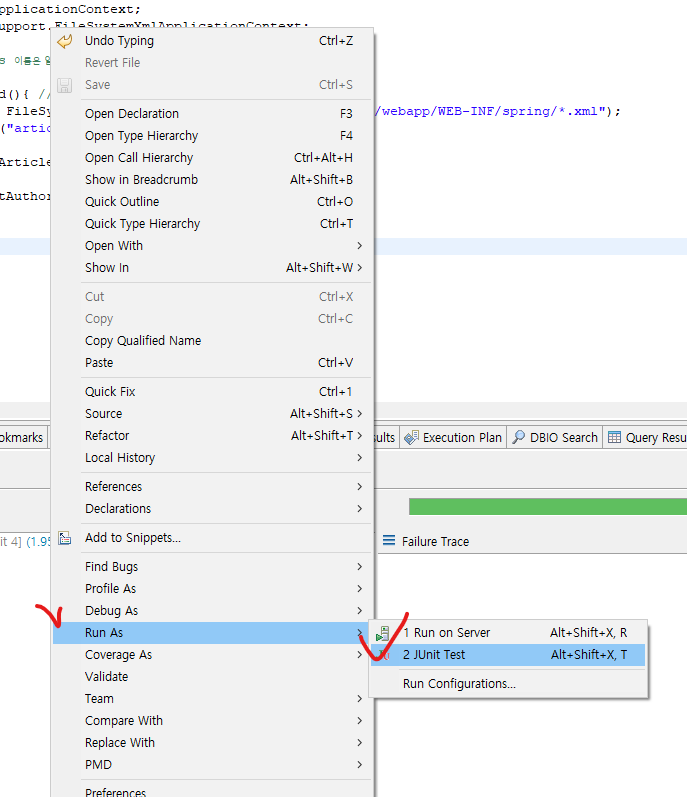 pplicationContext;
upport.FileSystemXmlApplicationContext;
Undo Typing Ctrl+Z
Revert File
s 이름은
Save Ctrl+S
d(){ //
Open Declaration F3
FileSys /webapp/WEB-INF/spring/*.xml");
("artic
Open Type Hierarchy F4
Open Call Hierarchy Ctrl+Alt+H
Article
Show in Breadcrumb Alt+Shift+B
tAuthor
Quick Outline Ctrl+O
Quick Type Hierarchy Ctrl+T
Open With >
Show In Alt+Shift+W >
Cut Ctrl+X
Copy Ctrl+C
Copy Qualified Name
Paste Ctrl+V
Quick Fix Ctrl+1
Source Alt+Shift+S >
Refactor Alt+Shift+T >
okmarks sults Execution Plan DBIO Search Query Resu
Local History >
References >
Declarations >
Add to Snippets...
it 4] (1.95 Failure Trace
Find Bugs >
Profile As >
Debug As >
Run As >
1 Run on Server Alt+Shift+X, R
Coverage As >
2 JUnit Test Alt+Shift+X, T
Validate
Run Configurations...
Team >
Compare With >
Replace With >
PMD >
Preferences